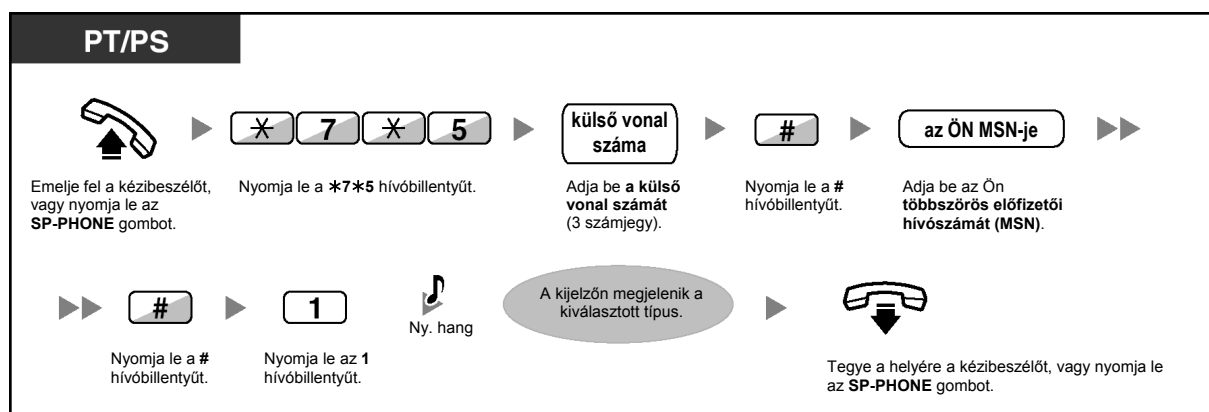 PT/PS
∗ 7 ∗ 5
külső vonal
száma
#
az ÖN MSN-je
Emelje fel a kézibeszélőt,
vagy nyomja le az
SP-PHONE gombot.
Nyomja le a ∗7∗5 hívóbillentyűt.
Adja be a külső
vonal számát
(3 számjegy).
Nyomja le a #
hívóbillentyűt.
Adja be az Ön
többszörös előfizetői
hívószámát (MSN).
#
1
Ny. hang
A kijelzőn megjelenik a
kiválasztott típus.
Nyomja le a #
hívóbillentyűt.
Nyomja le az 1
hívóbillentyűt.
Tegye a helyére a kézibeszélőt, vagy nyomja le
az SP-PHONE gombot.